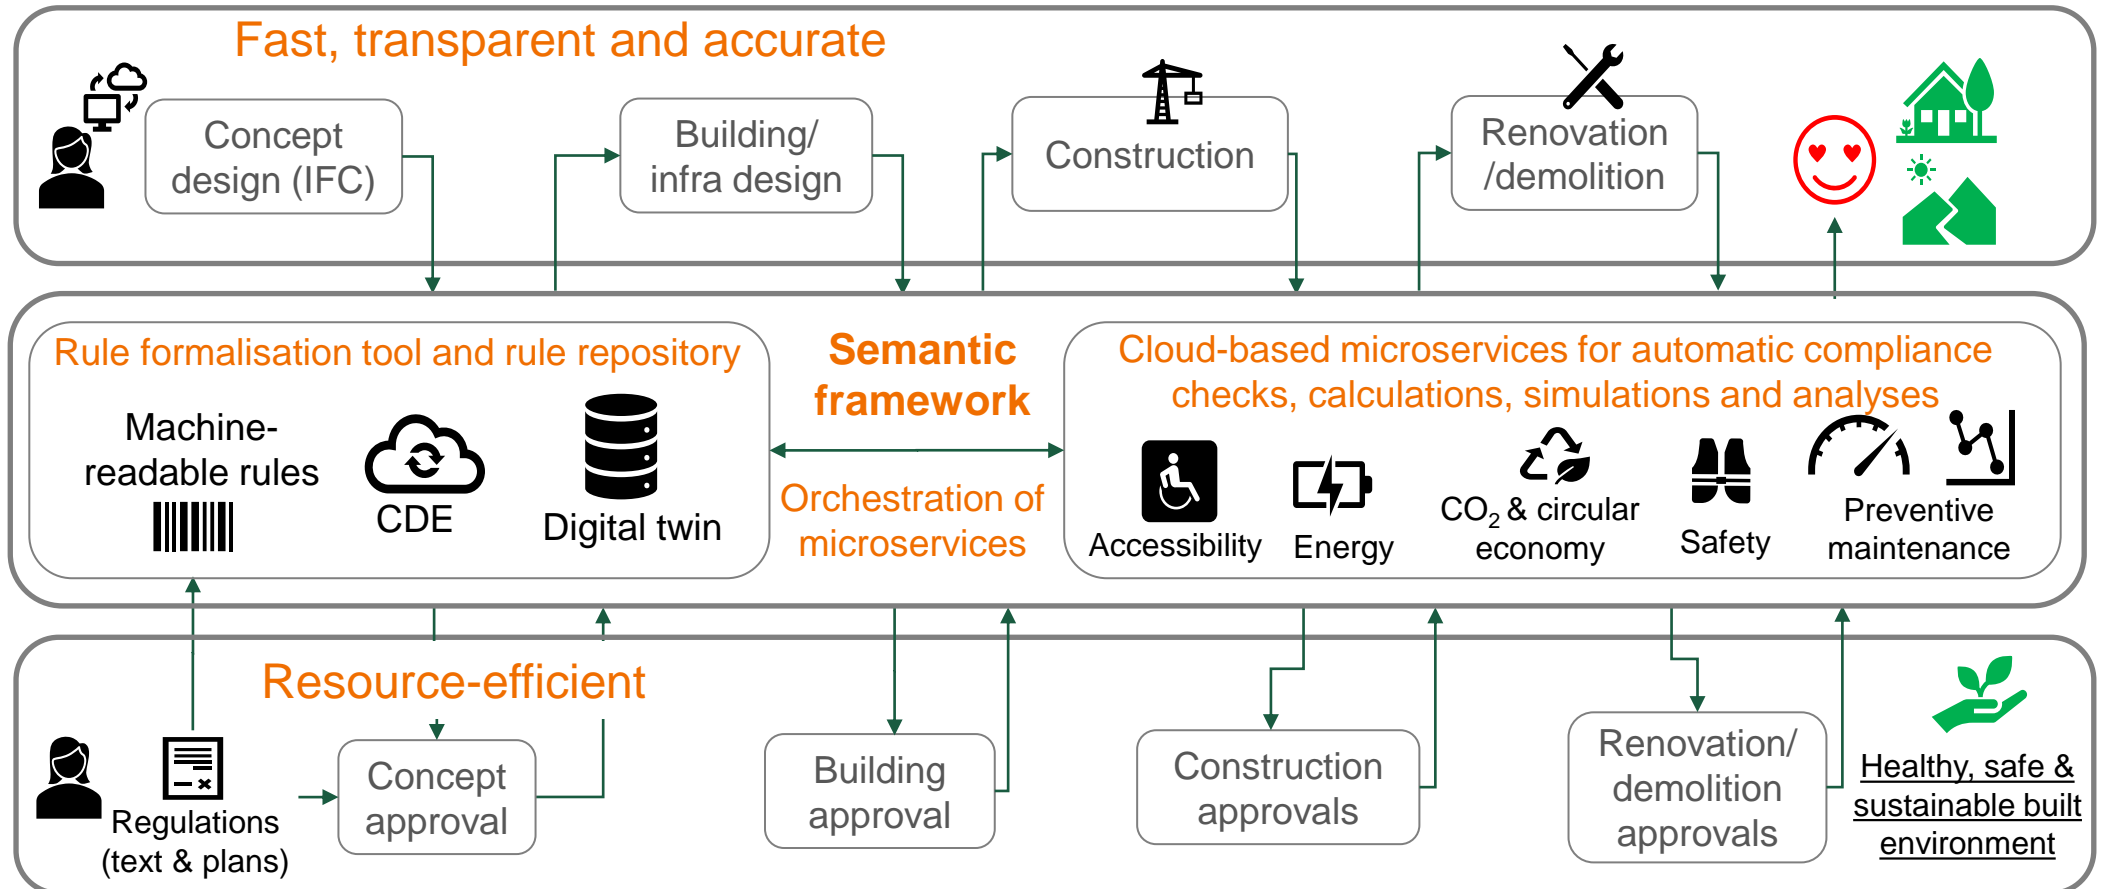 Fast, transparent and accurate
Concept
design (IFC)
Building/
infra design
Construction
Renovation
/demolition
Rule formalisation tool and rule repository
Machine-
readable rules
CDE
Digital twin
Semantic
framework
Orchestration of
microservices
Cloud-based microservices for automatic compliance
checks, calculations, simulations and analyses
Accessibility
Energy
CO₂ & circular
economy
Safety
Preventive
maintenance
Resource-efficient
Regulations
(text & plans)
Concept
approval
Building
approval
Construction
approvals
Renovation/
demolition
approvals
Healthy, safe &
sustainable built
environment